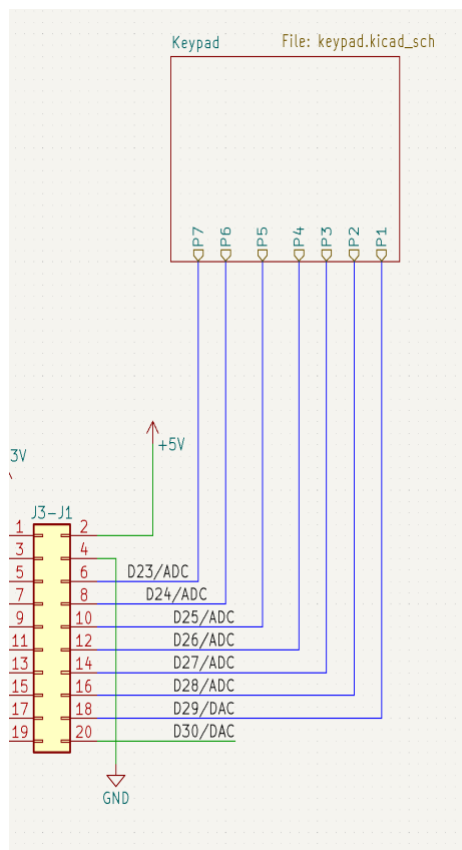 Keypad
File: keypad.kicad_sch
P7 P6 P5 P4 P3 P2 P1
+5V
3V
J3-J1
1 2
3 4
5 6 D23/ADC
7 8 D24/ADC
9 10 D25/ADC
11 12 D26/ADC
13 14 D27/ADC
15 16 D28/ADC
17 18 D29/DAC
19 20 D30/DAC
GND